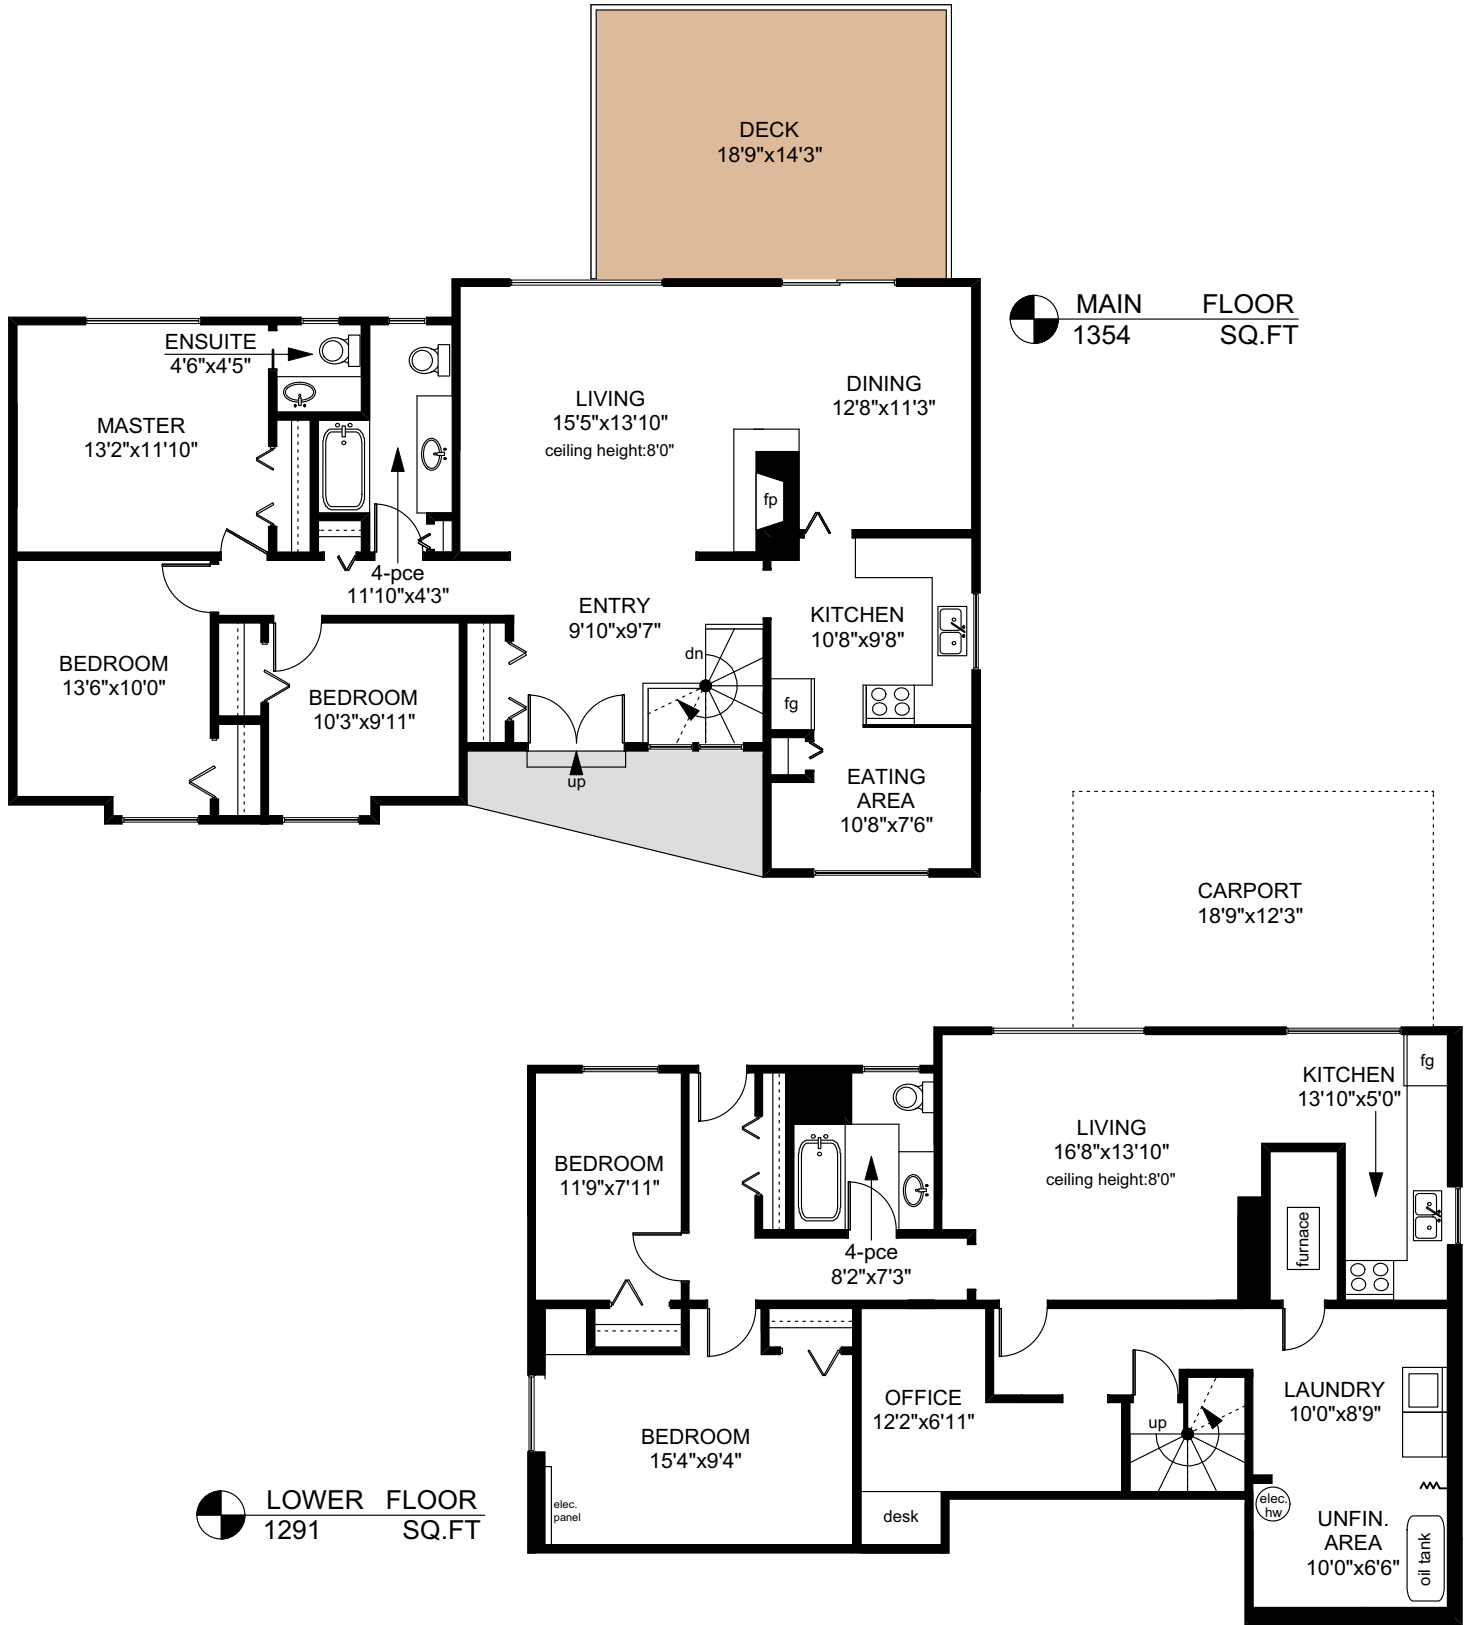 DECK
18'9"x14'3"
MAIN FLOOR
1354 SQ.FT
ENSUITE
4'6"x4'5"
MASTER
13'2"x11'10"
LIVING
15'5"x13'10"
ceiling height:8'0"
DINING
12'8"x11'3"
fp
4-pce
11'10"x4'3"
ENTRY
9'10"x9'7"
KITCHEN
10'8"x9'8"
BEDROOM
13'6"x10'0"
BEDROOM
10'3"x9'11"
dn
fg
up
EATING
AREA
10'8"x7'6"
CARPORT
18'9"x12'3"
fg
KITCHEN
13'10"x5'0"
LIVING
16'8"x13'10"
ceiling height:8'0"
BEDROOM
11'9"x7'11"
furnace
4-pce
8'2"x7'3"
OFFICE
12'2"x6'11"
LAUNDRY
10'0"x8'9"
up
BEDROOM
15'4"x9'4"
LOWER FLOOR
1291 SQ.FT
elec.
panel
desk
elec.
hw
UNFIN.
AREA
10'0"x6'6"
oil tank